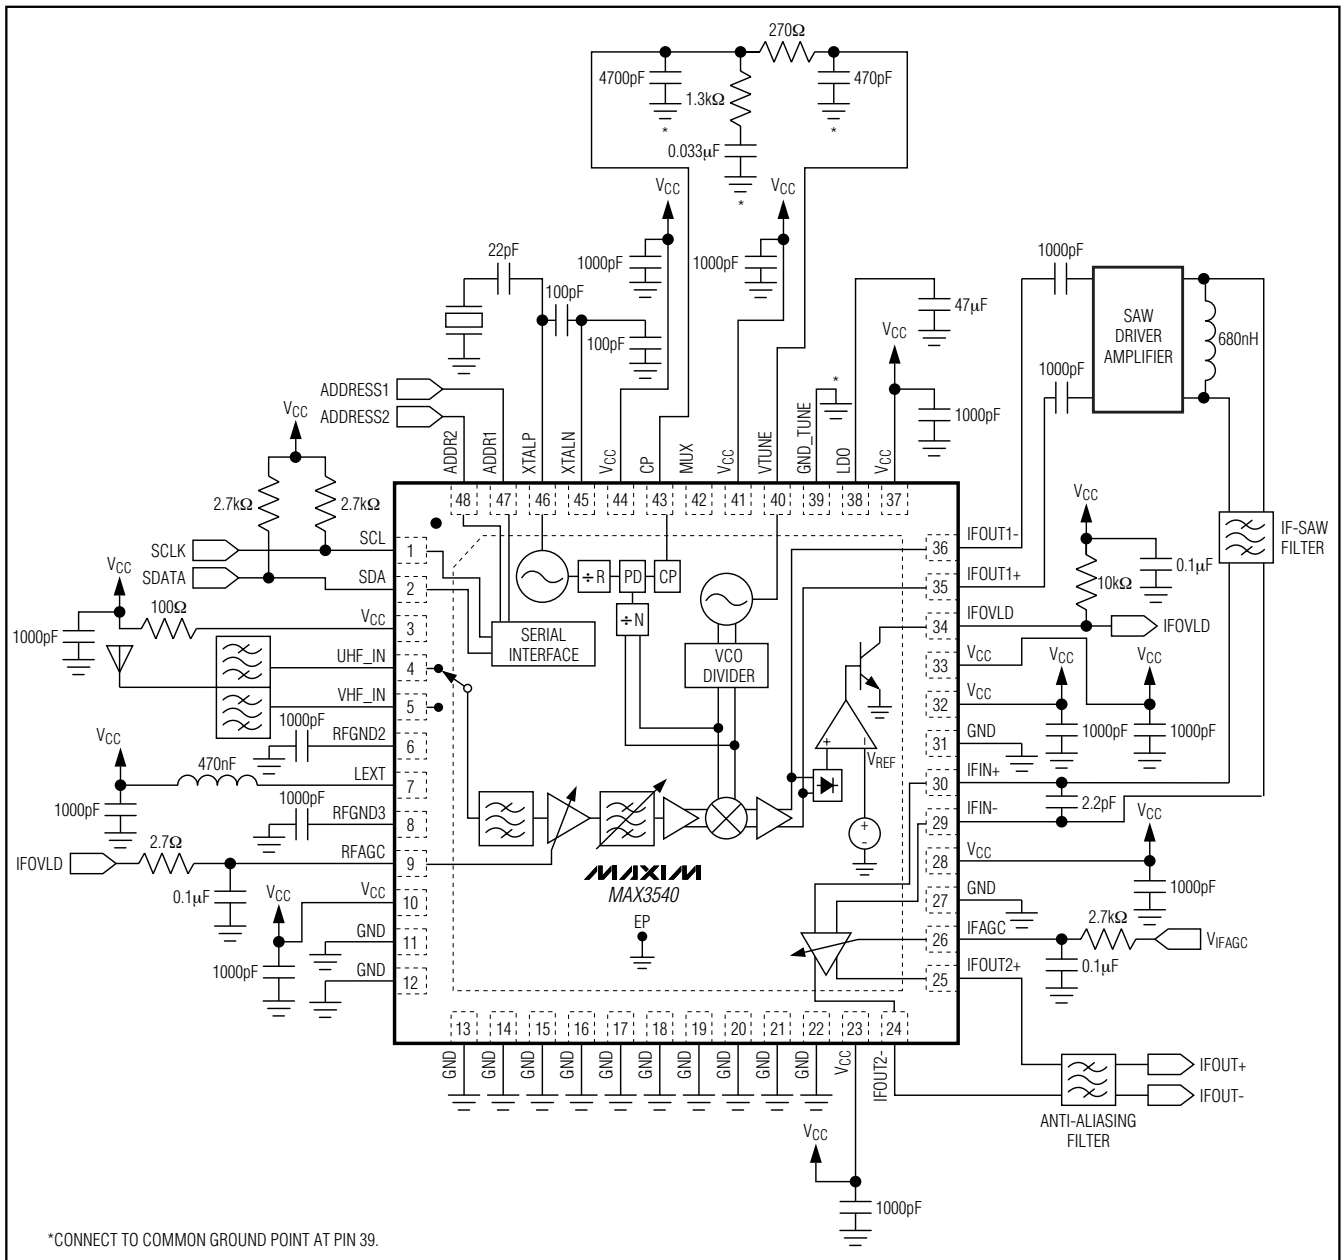 270Ω
4700pF
470pF
1.3kΩ
*
*
0.033µF
*
VCC
VCC
22pF
1000pF
1000pF
1000pF
100pF
47µF
SAW
DRIVER
AMPLIFIER
680nH
100pF
VCC
1000pF
*
1000pF
ADDRESS1
ADDRESS2
VCC
ADDR2
ADDR1
XTALP
XTALN
VCC
CP
MUX
VCC
VTUNE
GND_TUNE
LDO
VCC
48
47
46
45
44
43
42
41
40
39
38
37
2.7kΩ
2.7kΩ
VCC
IF-SAW
FILTER
SCLK
SCL
1
SDATA
SDA
2
VCC
100Ω
VCC
3
1000pF
UHF_IN
4
VHF_IN
5
1000pF
RFGND2
6
VCC
470nF
LEXT
7
1000pF
1000pF
RFGND3
8
2.7Ω
IFOVLD
RFAGC
9
0.1µF
VCC
VCC
10
GND
11
1000pF
GND
12
÷R
PD
CP
÷N
SERIAL
INTERFACE
VCO
DIVIDER
VREF
+
−
+
-
MAXIM
MAX3540
EP
36
IFOUT1-
35
IFOUT1+
10kΩ
0.1µF
34
IFOVLD
IFOVLD
33
VCC
VCC
VCC
32
VCC
1000pF
1000pF
31
GND
30
IFIN+
2.2pF
29
IFIN-
VCC
28
VCC
1000pF
27
GND
2.7kΩ
26
IFAGC
VIFAGC
0.1µF
25
IFOUT2+
13
14
15
16
17
18
19
20
21
22
23
24
GND
GND
GND
GND
GND
GND
GND
GND
GND
GND
VCC
IFOUT2-
IFOUT+
IFOUT-
ANTI-ALIASING
FILTER
VCC
1000pF
*CONNECT TO COMMON GROUND POINT AT PIN 39.